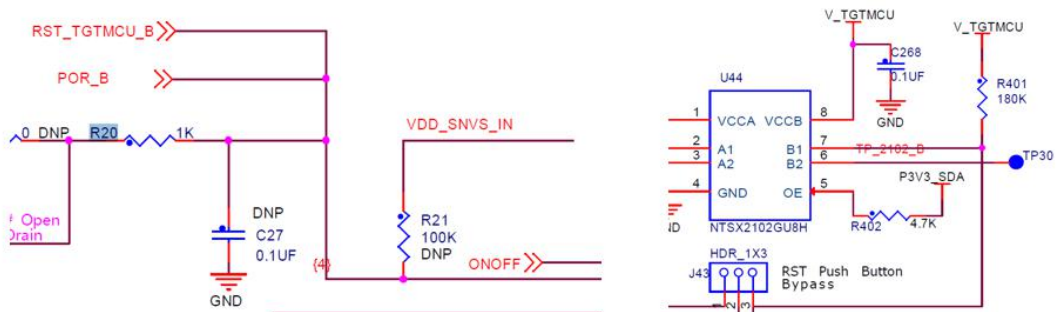 RST_TGTMCU_B
POR_B
0 DNP R20 1K
VDD_SNVS_IN
Open
Drain
DNP
C27
0.1UF
GND
R21
100K
DNP
{4}
ONOFF
V_TGTMCU
C268
0.1UF
GND
U44
1 VCCA VCCB 8
2 A1 B1 7
3 A2 B2 6
4 GND OE 5
NTSX2102GU8H
TP_2102_B
V_TGTMCU
R401
180K
TP30
P3V3_SDA
R402 4.7K
HDR_1X3
J43
RST Push Button
Bypass
1 2 3